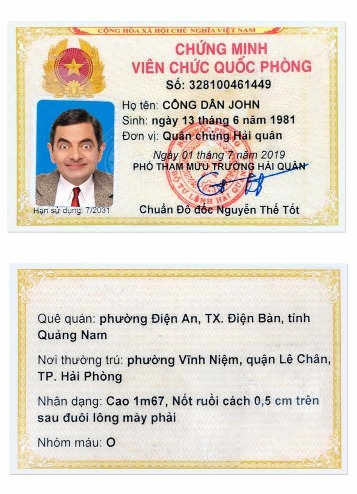 CỘNG HÒA XÃ HỘI CHỦ NGHĨA VIỆT NAM
CHỨNG MINH
VIÊN CHỨC QUỐC PHÒNG
Số: 328100461449
Họ tên: CÔNG DÂN JOHN
Sinh: ngày 13 tháng 6 năm 1981
Đơn vị: Quân chủng Hải quân
Ngày 01 tháng 7 năm 2019
PHÓ THAM MƯU TRƯỞNG HẢI QUÂN
Hạn sử dụng: 7/2031
Chuẩn Đô đốc Nguyễn Thế Tốt
Quê quán: phường Điện An, TX. Điện Bàn, tỉnh
Quảng Nam
Nơi thường trú: phường Vĩnh Niệm, quận Lê Chân,
TP. Hải Phòng
Nhận dạng: Cao 1m67, Nốt ruồi cách 0,5 cm trên
sau đuôi lông mày phải
Nhóm máu: O